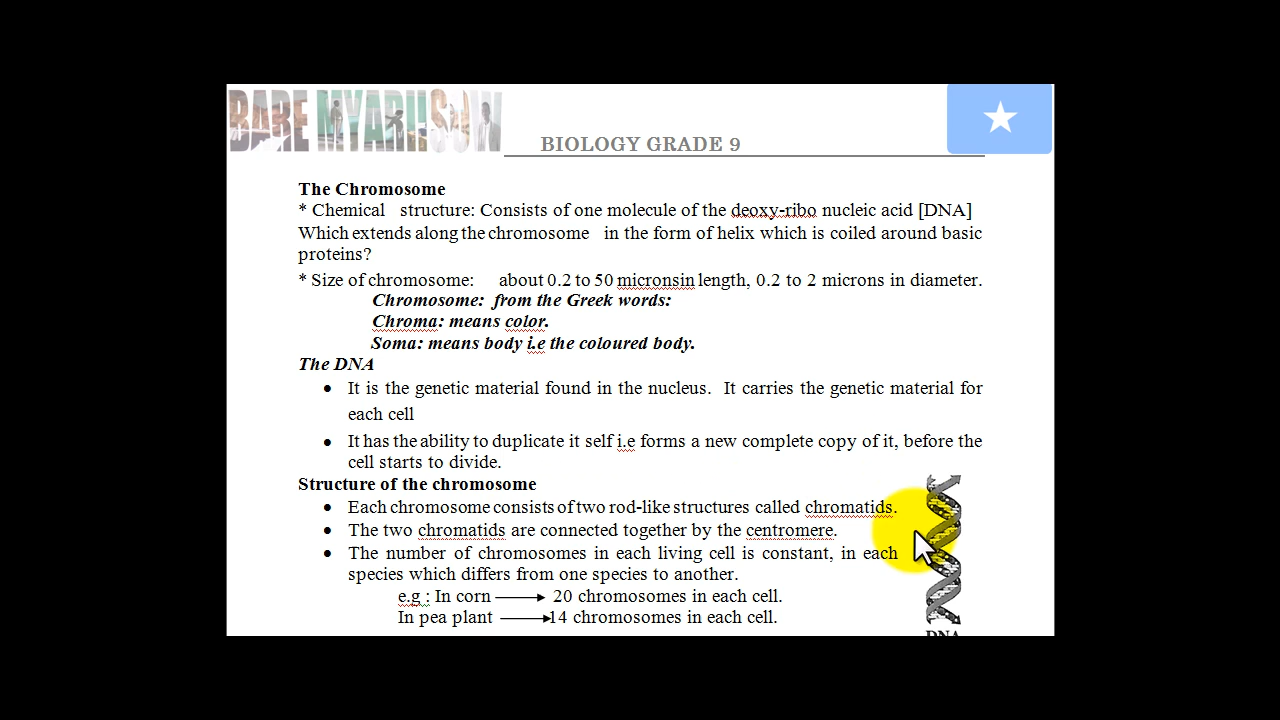 BARE MYARIISOW
BIOLOGY GRADE 9
The Chromosome
* Chemical structure: Consists of one molecule of the deoxy-ribo nucleic acid [DNA]
Which extends along the chromosome in the form of helix which is coiled around basic
proteins?
* Size of chromosome: about 0.2 to 50 micronsin length, 0.2 to 2 microns in diameter.
Chromosome: from the Greek words:
Chroma: means color.
Soma: means body i.e the coloured body.
The DNA
• It is the genetic material found in the nucleus. It carries the genetic material for
each cell
• It has the ability to duplicate it self i.e forms a new complete copy of it, before the
cell starts to divide.
Structure of the chromosome
• Each chromosome consists of two rod-like structures called chromatids.
• The two chromatids are connected together by the centromere.
• The number of chromosomes in each living cell is constant, in each
species which differs from one species to another.
e.g : In corn → 20 chromosomes in each cell.
In pea plant → 14 chromosomes in each cell.
DNA